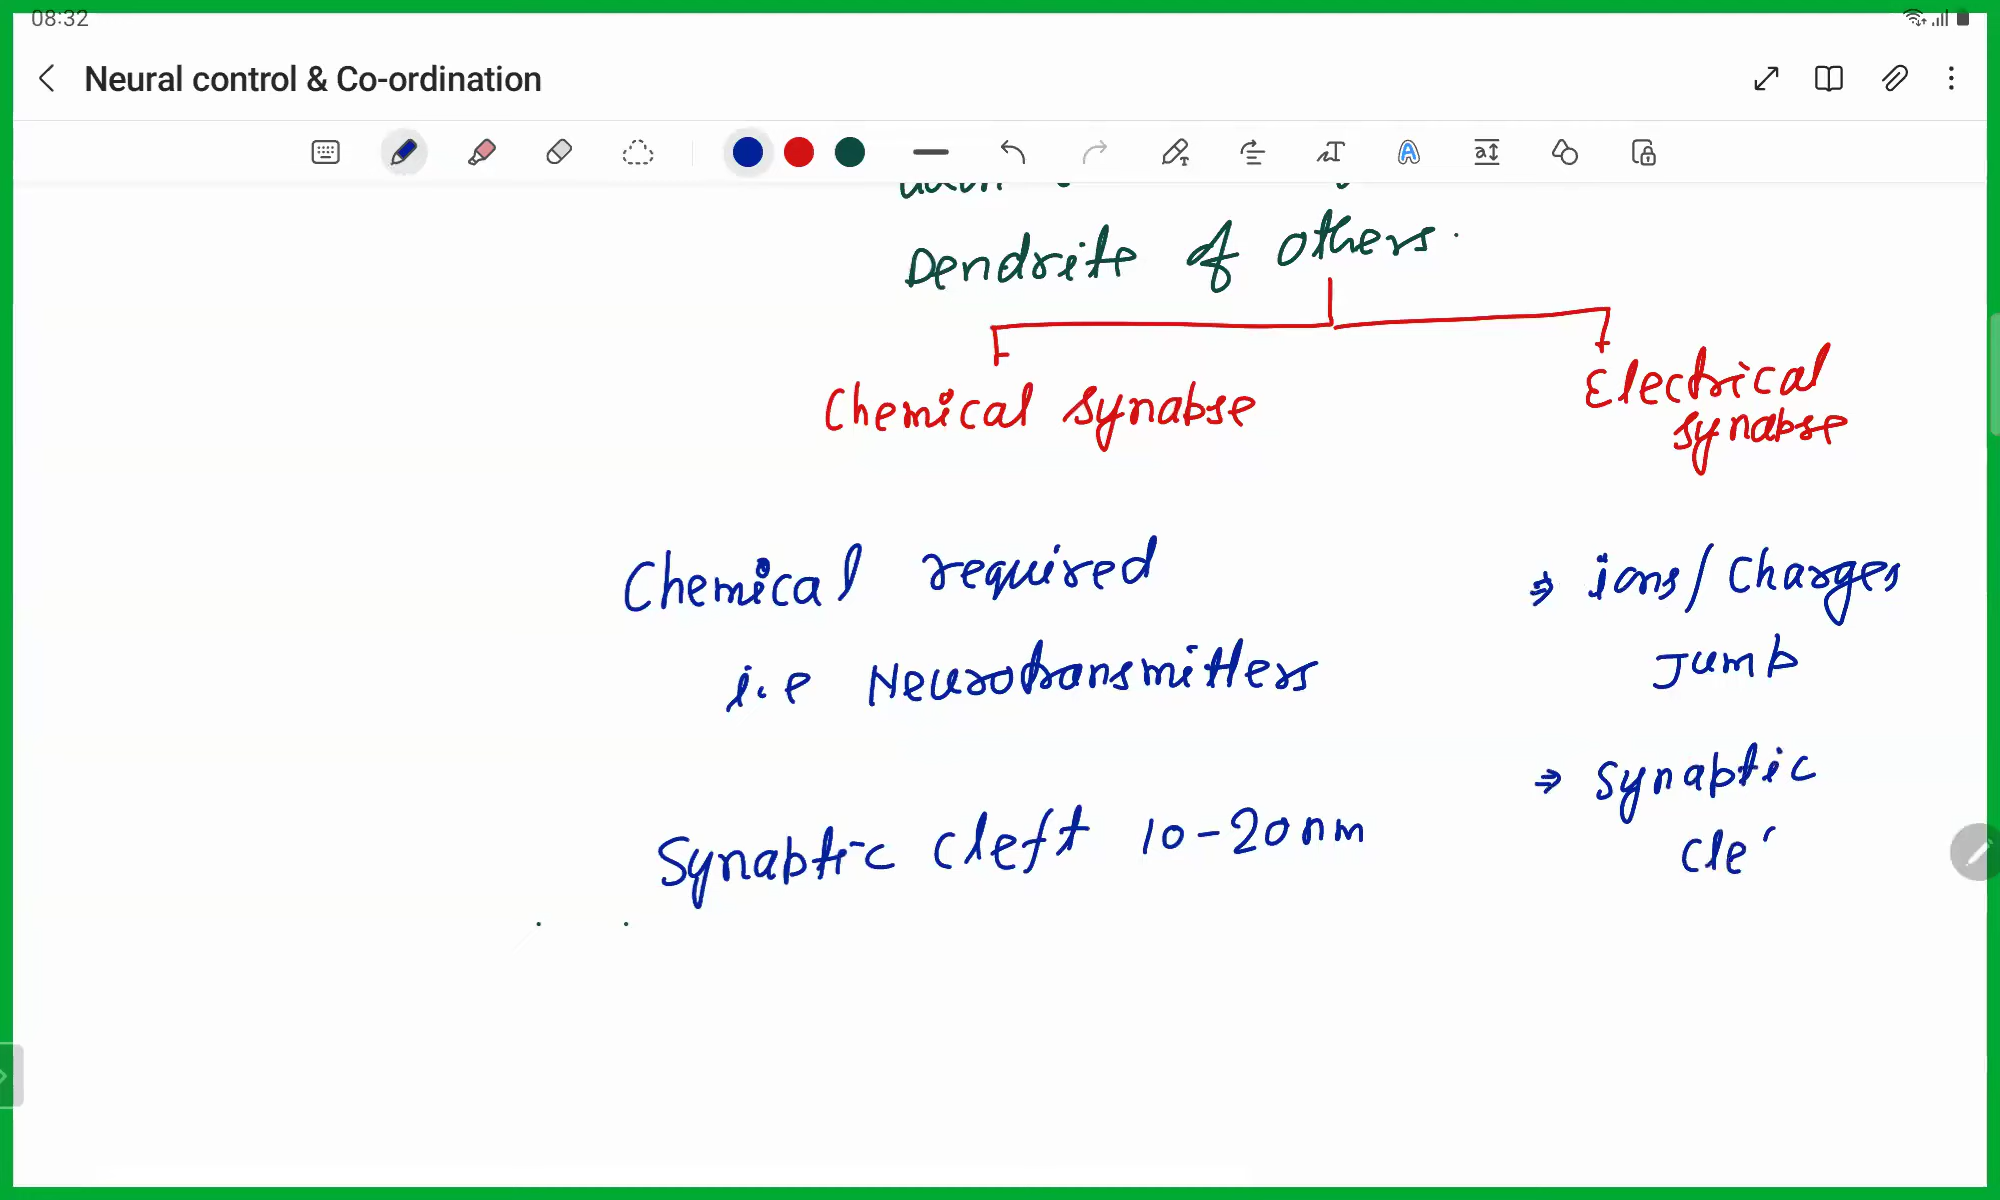 08:32
Neural control & Co-ordination
Dendrite of others.
Chemical synapse
Electrical
synapse
Chemical required
i.e Neurotransmitters
⇒ ions/Charges
Jump
Synaptic cleft 10-20nm
⇒ synaptic
cle